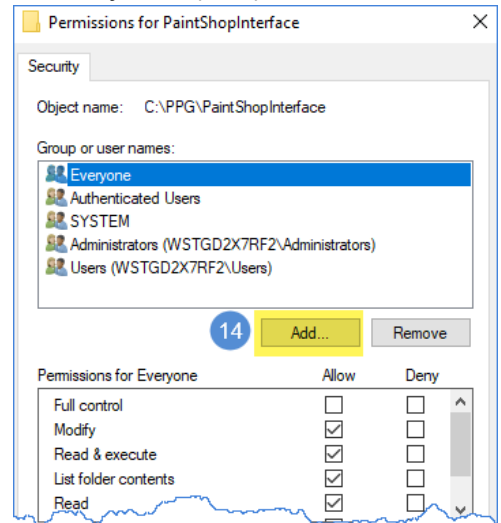 Permissions for PaintShopInterface
Security
Object name: C:\PPG\PaintShopInterface
Group or user names:
Everyone
Authenticated Users
SYSTEM
Administrators (WSTGD2X7RF2\Administrators)
Users (WSTGD2X7RF2\Users)
14 Add... Remove
Permissions for Everyone Allow Deny
Full control
Modify
Read & execute
List folder contents
Read